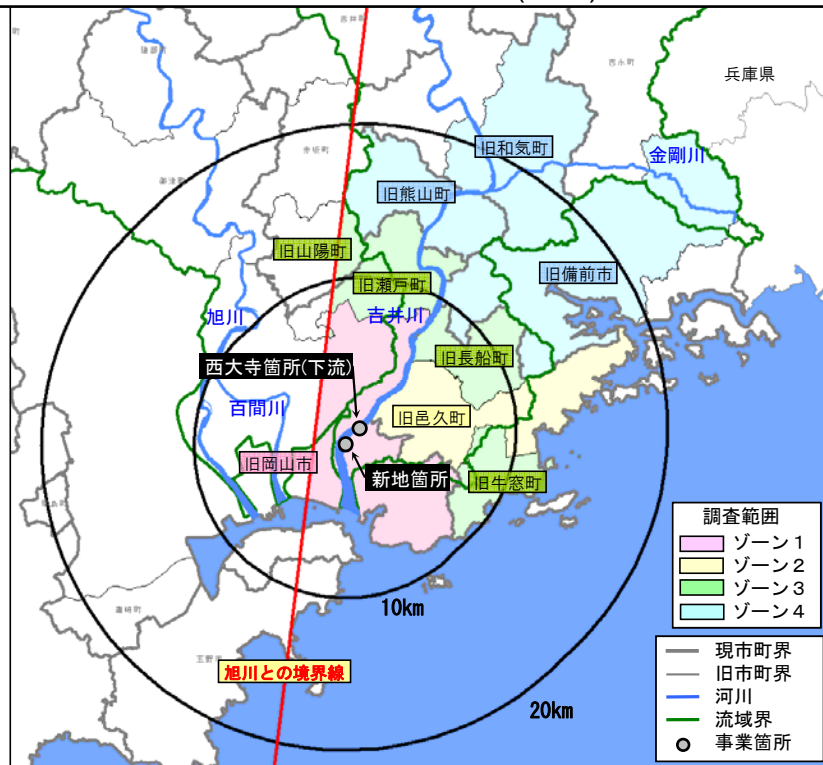 兵庫県
旧和気町
金剛川
旧熊山町
旧山陽町
旧備前市
旧瀬戸町
吉井川
旭川
西大寺箇所(下流)
旧長船町
百間川
旧邑久町
旧岡山市
新地箇所
旧牛窓町
調査範囲
ゾーン1
ゾーン2
ゾーン3
ゾーン4
10km
現市町界
旧市町界
河川
流域界
事業箇所
旭川との境界線
20km